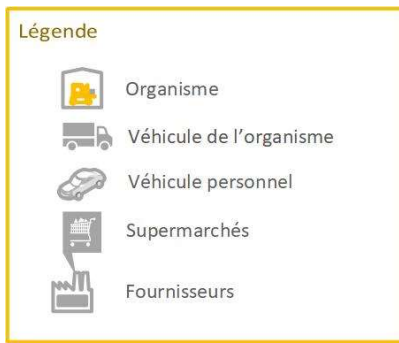 Légende
Organisme
Véhicule de l'organisme
Véhicule personnel
Supermarchés
Fournisseurs